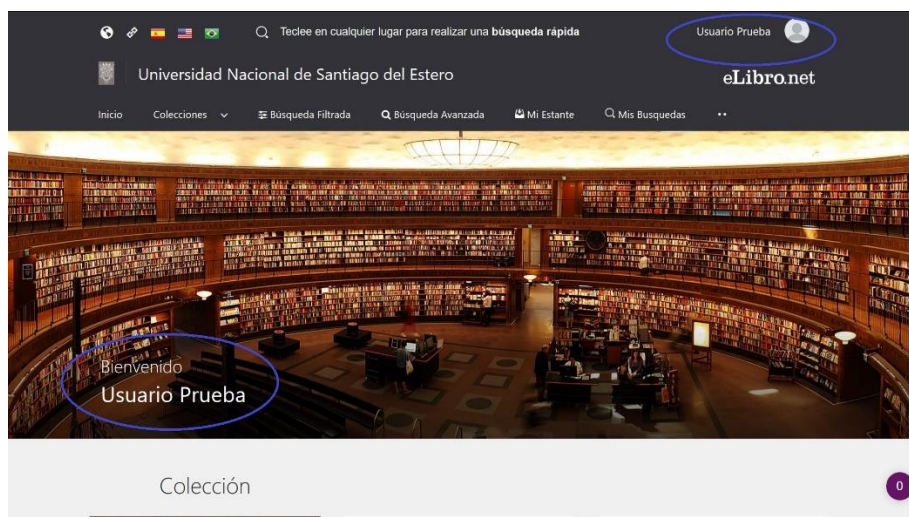 Teclee en cualquier lugar para realizar una búsqueda rápida
Usuario Prueba
Universidad Nacional de Santiago del Estero
eLibro.net
Inicio Colecciones Búsqueda Filtrada Búsqueda Avanzada Mi Estante Mis Busquedas
Bienvenido
Usuario Prueba
Colección
0